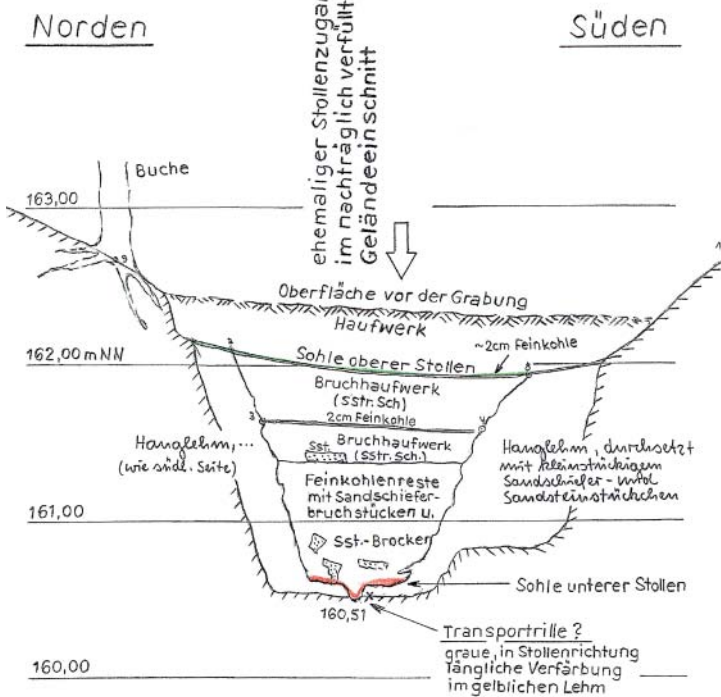 Norden
Süden
ehemaliger Stollenzugan
im nachträglich verfüllt
Geländeeinschnitt
Buche
163,00
Oberfläche vor der Grabung
Haufwerk
162,00 mNN
Sohle oberer Stollen
~2cm Feinkohle
Bruchhaufwerk
(SStr. Sch)
2cm Feinkohle
Sst.
Bruchhaufwerk
(SStr. Sch.)
Hanglehm,...
(wie südl. Seite)
Hanglehm, durchsetzt
mit kleinstückigem
Sandschiefer- und
Sandsteinstückchen
Feinkohlenreste
mit Sandschiefer-
bruchstücken u.
Sst.-Brocken
161,00
Sohle unterer Stollen
160,51
Transportrille?
graue, in Stollenrichtung
längliche Verfärbung
im gelblichen Lehm
160,00